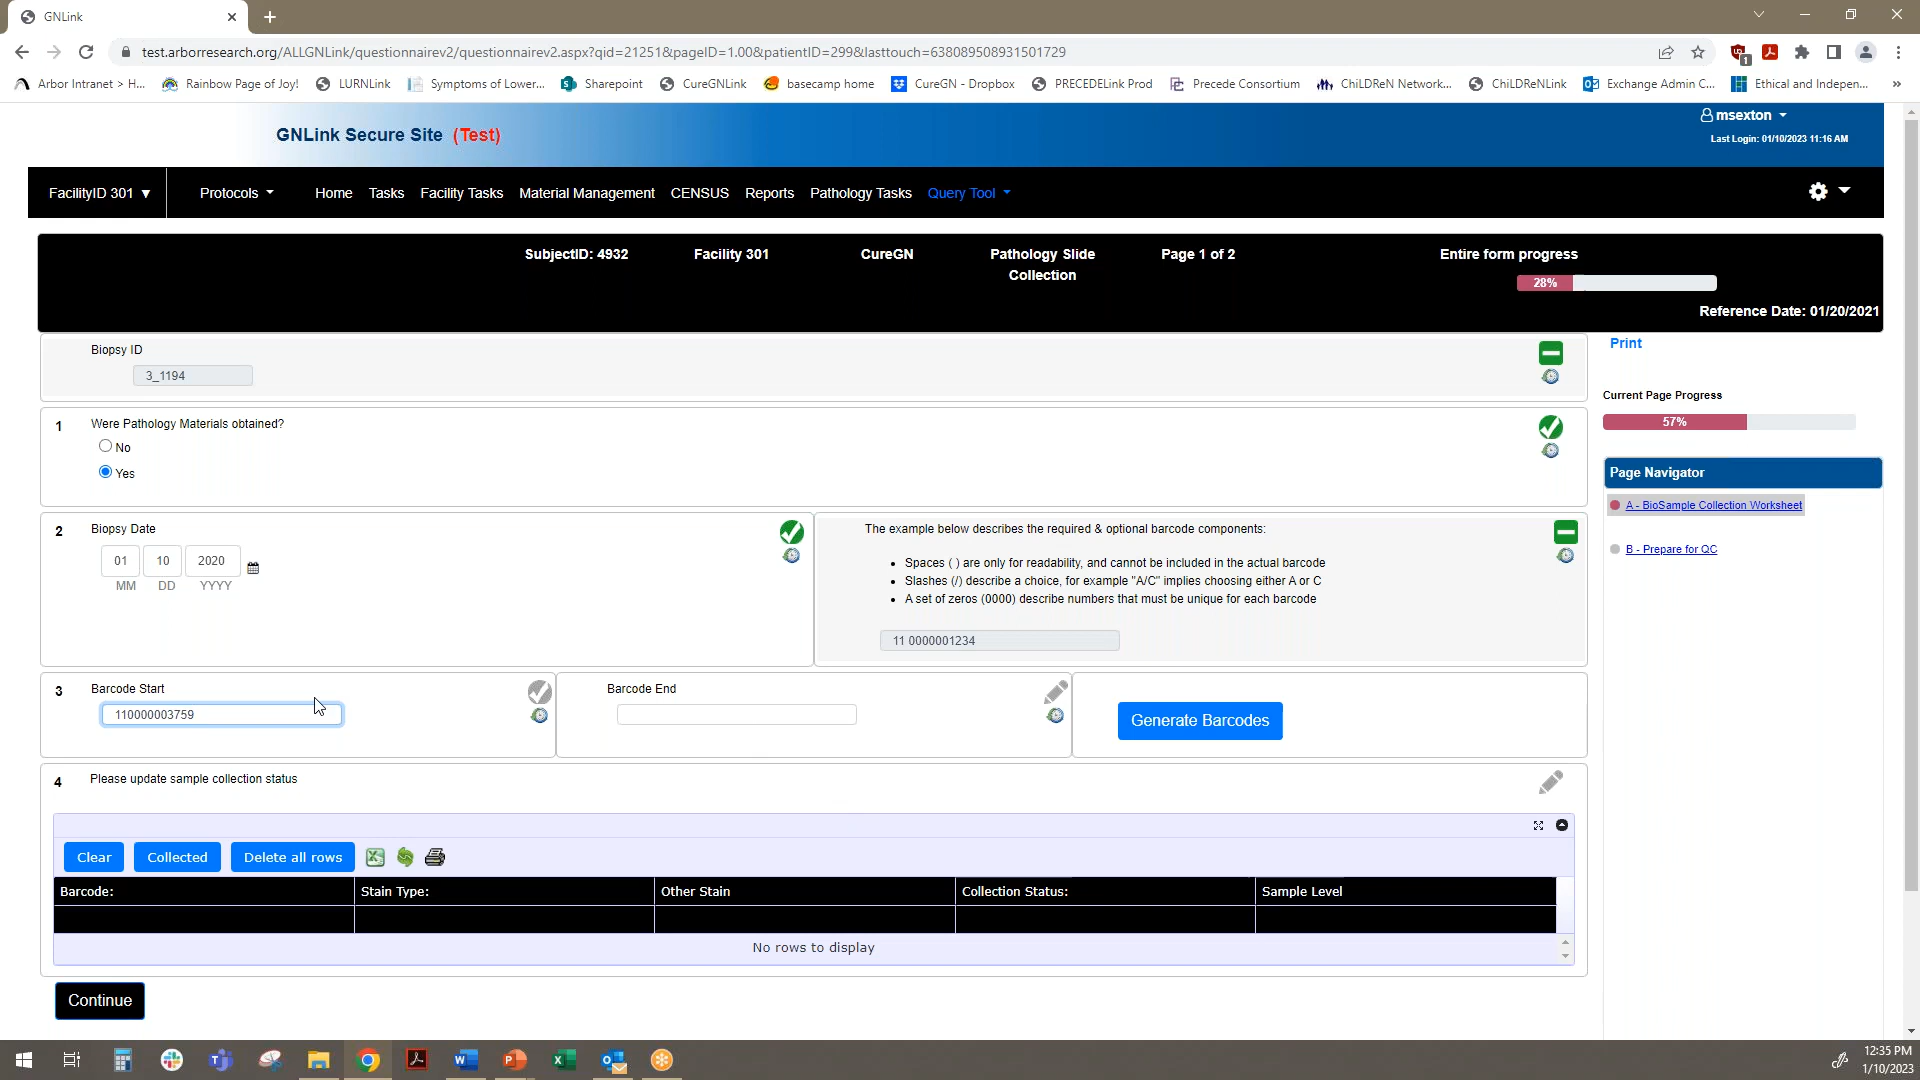 GNLink
test.arborresearch.org/ALLGNLink/questionnairev2/questionnairev2.aspx?qid=21251&pageID=1.00&patientID=299&lasttouch=638089508931501729
1
Arbor Intranet > H... Rainbow Page of Joy! LURNLink Symptoms of Lower... Sharepoint CureGNLink basecamp home CureGN - Dropbox PRECEDELink Prod Precede Consortium ChiLDReN Network... ChiLDReNLink Exchange Admin C... Ethical and Indepen... »
GNLink Secure Site (Test)
msexton
Last Login: 01/10/2023 11:16 AM
FacilityID 301 Protocols Home Tasks Facility Tasks Material Management CENSUS Reports Pathology Tasks Query Tool
SubjectID: 4932 Facility 301 CureGN Pathology Slide Collection Page 1 of 2 Entire form progress
28%
Reference Date: 01/20/2021
Biopsy ID
3_1194
Print
Current Page Progress
57%
Page Navigator
A - BioSample Collection Worksheet
B - Prepare for QC
1 Were Pathology Materials obtained?
No
Yes
2 Biopsy Date
01 10 2020
MM DD YYYY
The example below describes the required & optional barcode components:
• Spaces ( ) are only for readability, and cannot be included in the actual barcode
• Slashes (/) describe a choice, for example "A/C" implies choosing either A or C
• A set of zeros (0000) describe numbers that must be unique for each barcode
11 0000001234
3 Barcode Start
110000003759
Barcode End
Generate Barcodes
4 Please update sample collection status
Clear Collected Delete all rows
Barcode: Stain Type: Other Stain Collection Status: Sample Level
No rows to display
Continue
12:35 PM
1/10/2023